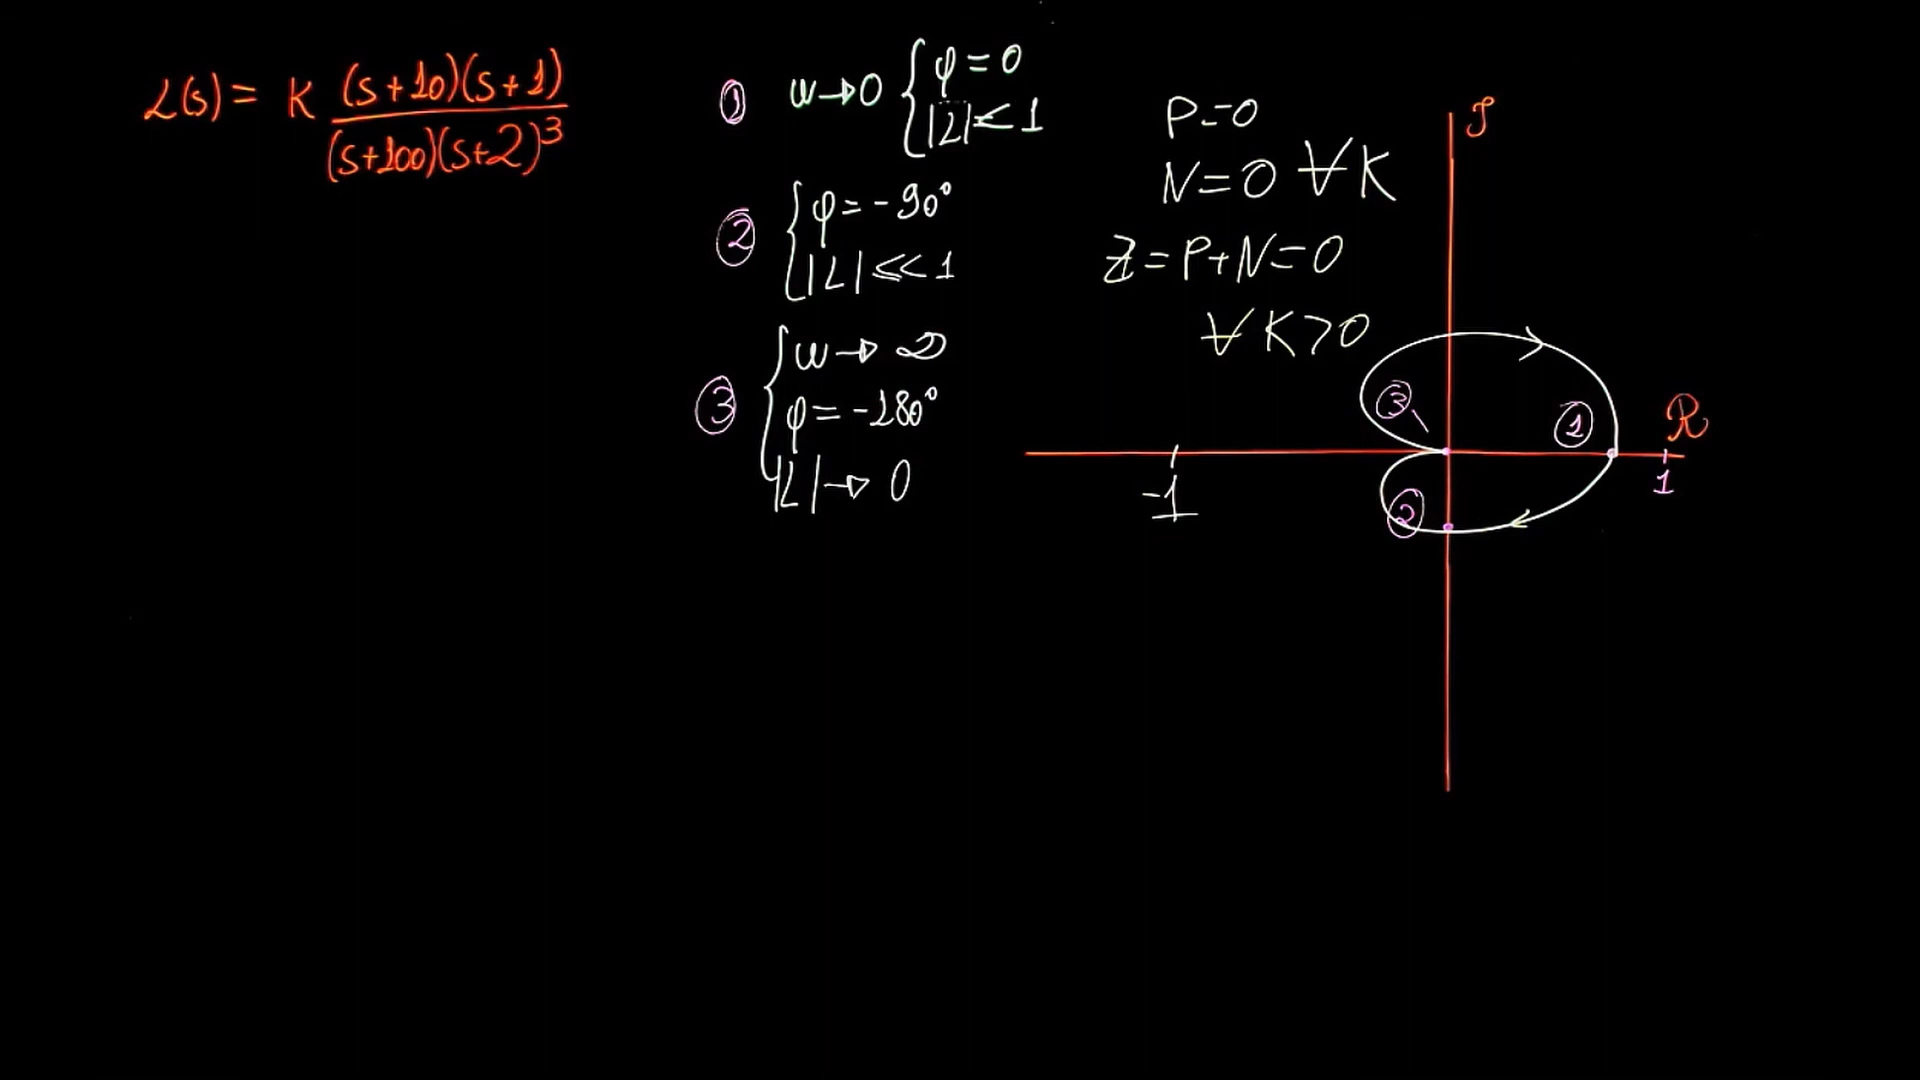 L(s) = K (s+10)(s+1)
(s+100)(s+2)³
① w→0 { φ = 0
|L| < 1
② { φ = -90°
|L| << 1
③ { w → ∞
φ = -180°
|L| → 0
P=0
N=0 ∀K
Z=P+N=0
∀K>0
ℑ
ℛ
③
①
②
-1
1